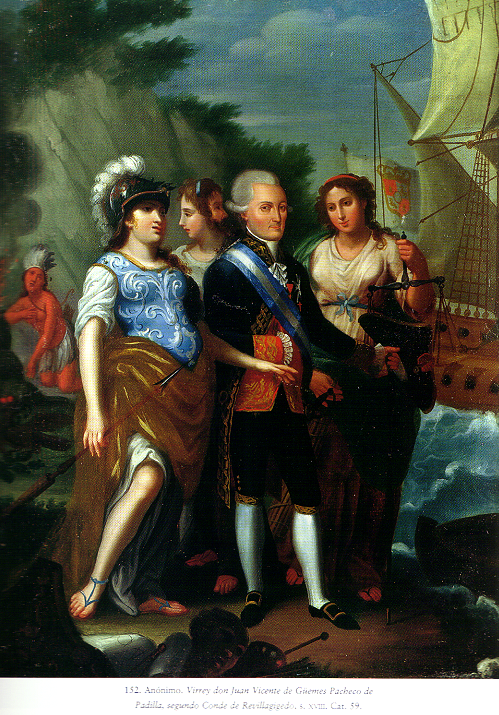 152. Anónimo. Virrey don Juan Vicente de Güemes Pacheco de
Padilla, segundo Conde de Revillagigedo, s. XVIII. Cat. 59.